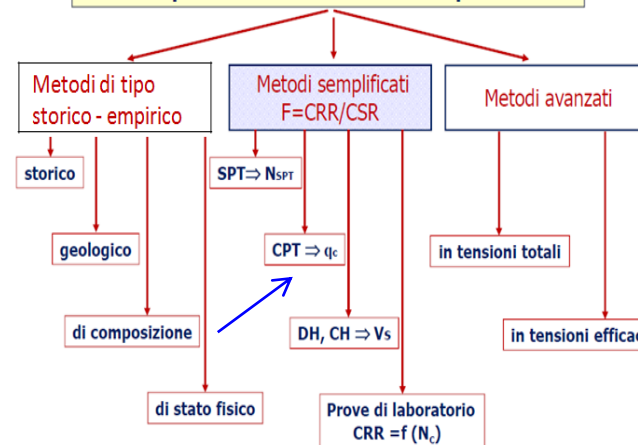 Metodi di tipo
storico - empirico
Metodi semplificati
F=CRR/CSR
Metodi avanzati
storico
SPT⇒ NSPT
geologico
CPT ⇒ qc
in tensioni totali
di composizione
DH, CH ⇒ Vs
in tensioni effica
di stato fisico
Prove di laboratorio
CRR =f (Nc)